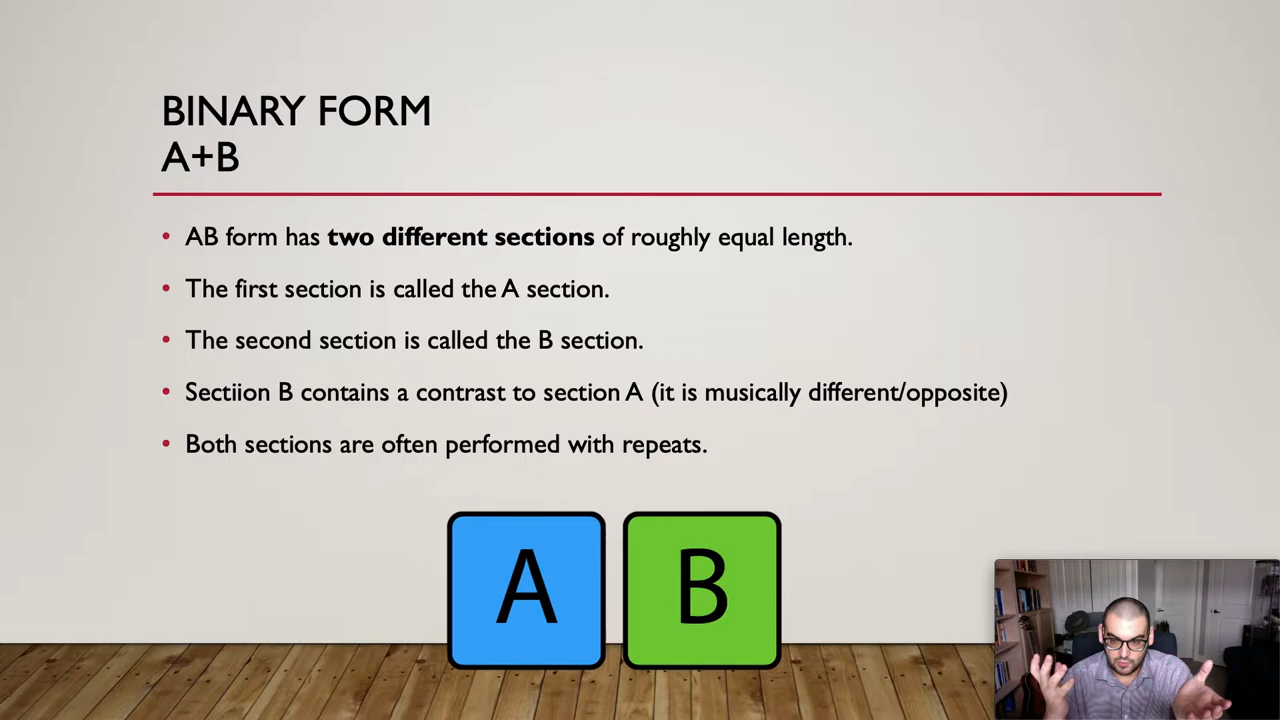 BINARY FORM
A+B
• AB form has two different sections of roughly equal length.
• The first section is called the A section.
• The second section is called the B section.
• Sectiion B contains a contrast to section A (it is musically different/opposite)
• Both sections are often performed with repeats.
A B